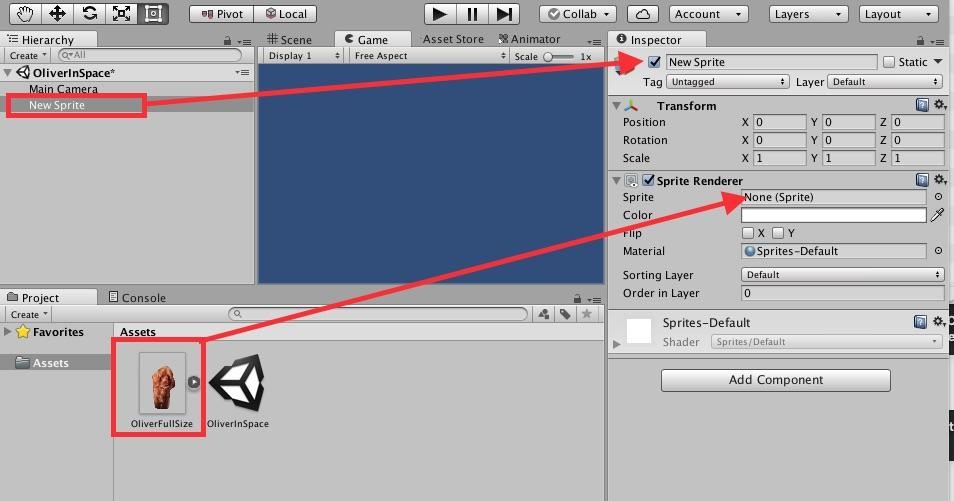 Pivot Local Collab Account Layers Layout
Hierarchy
Create All
OliverInSpace*
Main Camera
New Sprite
Scene Game Asset Store Animator
Display 1 Free Aspect Scale 1x
Inspector
New Sprite Static
Tag Untagged Layer Default
Transform
Position X 0 Y 0 Z 0
Rotation X 0 Y 0 Z 0
Scale X 1 Y 1 Z 1
Sprite Renderer
Sprite None (Sprite)
Color
Flip X Y
Material Sprites-Default
Sorting Layer Default
Order in Layer 0
Sprites-Default
Shader Sprites/Default
Add Component
Project Console
Create
Favorites
Assets
Assets
OliverFullSize OliverInSpace